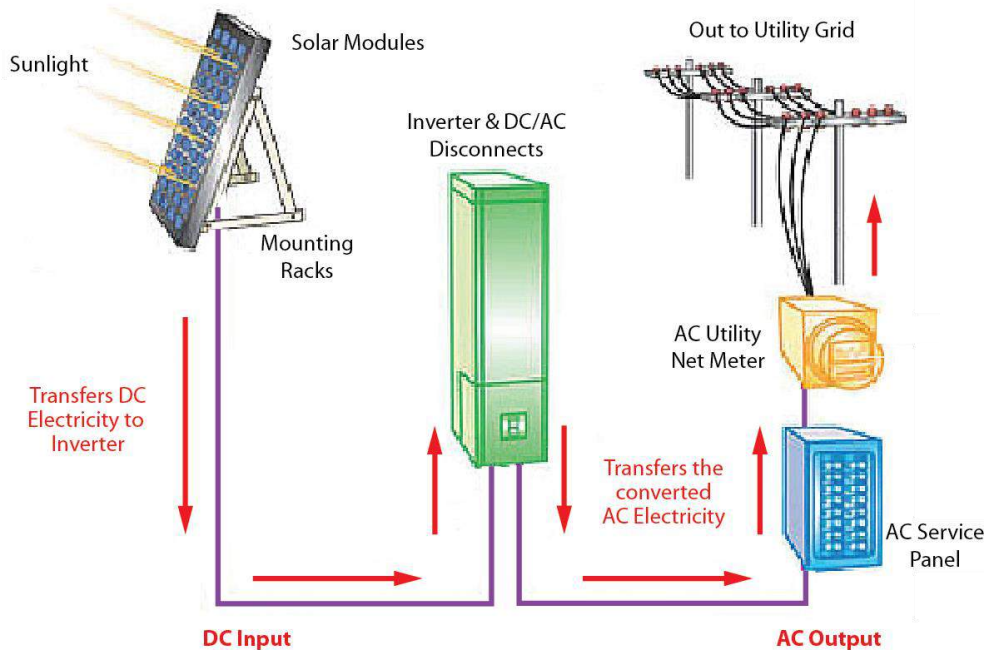 Sunlight
Solar Modules
Mounting
Racks
Inverter & DC/AC
Disconnects
Out to Utility Grid
AC Utility
Net Meter
Transfers DC
Electricity to
Inverter
Transfers the
converted
AC Electricity
AC Service
Panel
DC Input
AC Output